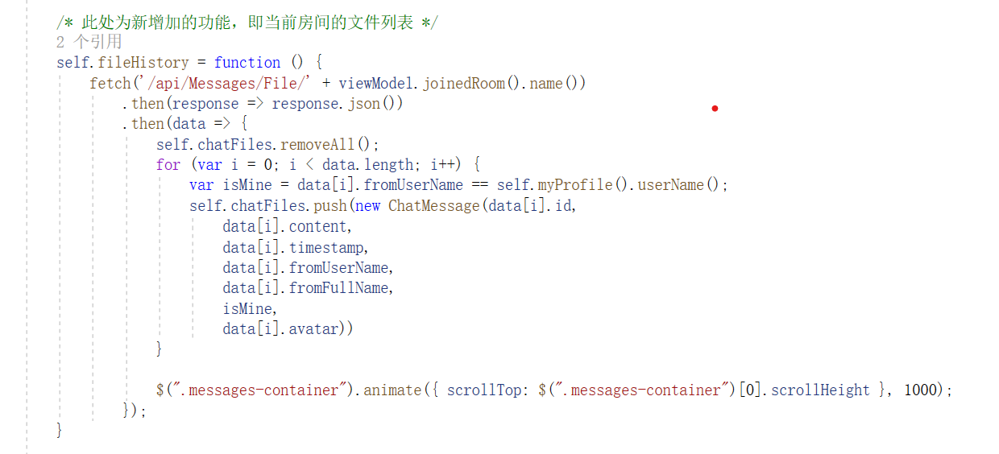 /* 此处为新增加的功能，即当前房间的文件列表 */
2 个引用
self.fileHistory = function () {
fetch('/api/Messages/File/' + viewModel.joinedRoom().name())
.then(response => response.json())
.then(data => {
self.chatFiles.removeAll();
for (var i = 0; i < data.length; i++) {
var isMine = data[i].fromUserName == self.myProfile().userName();
self.chatFiles.push(new ChatMessage(data[i].id,
data[i].content,
data[i].timestamp,
data[i].fromUserName,
data[i].fromFullName,
isMine,
data[i].avatar))
}
$(".messages-container").animate({ scrollTop: $(".messages-container")[0].scrollHeight }, 1000);
});
}